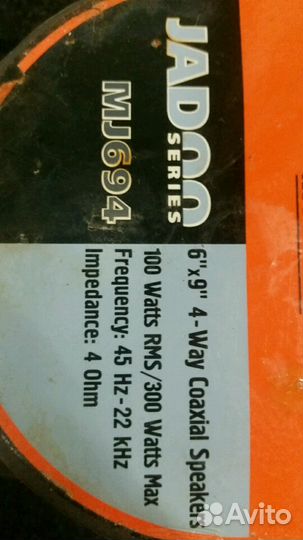 JADOO
SERIES
MJ694
6"x9" 4-Way Coaxial Speakers
100 Watts RMS/300 Watts Max
Frequency: 45 Hz-22 kHz
Impedance: 4 Ohm
Avito